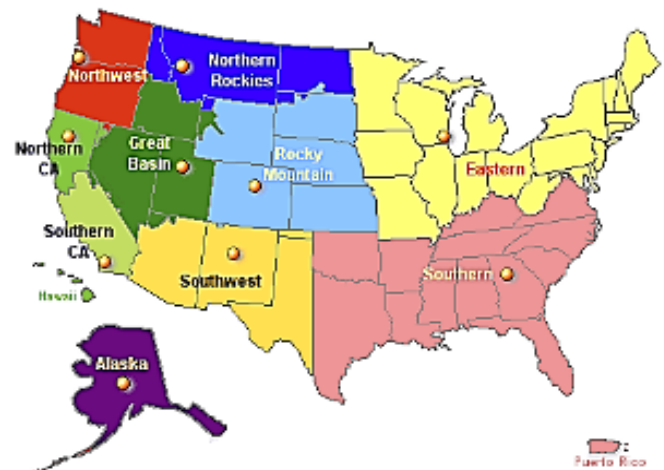 Northwest
Northern
Rockies
Northern
CA
Great
Basin
Rocky
Mountain
Eastern
Southern
CA
Southwest
Southern
Hawaii
Alaska
Puerto Rico